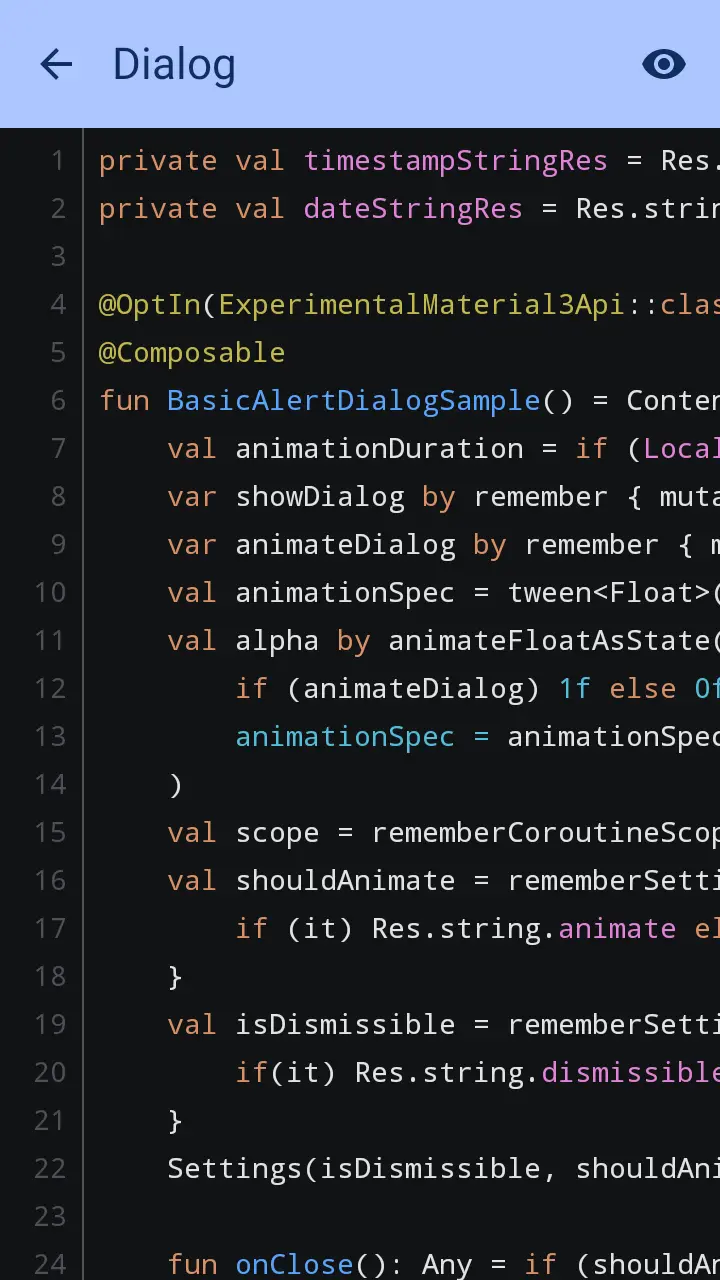 Dialog
1 private val timestampStringRes = Res.
2 private val dateStringRes = Res.strin
3
4 @OptIn(ExperimentalMaterial3Api::clas
5 @Composable
6 fun BasicAlertDialogSample() = Conten
7 val animationDuration = if (Local
8 var showDialog by remember { muta
9 var animateDialog by remember { m
10 val animationSpec = tween<Float>(
11 val alpha by animateFloatAsState(
12 if (animateDialog) 1f else 0f
13 animationSpec = animationSpec
14 )
15 val scope = rememberCoroutineScop
16 val shouldAnimate = rememberSetti
17 if (it) Res.string.animate el
18 }
19 val isDismissible = rememberSetti
20 if(it) Res.string.dismissible
21 }
22 Settings(isDismissible, shouldAni
23
24 fun onClose(): Any = if (shouldAn